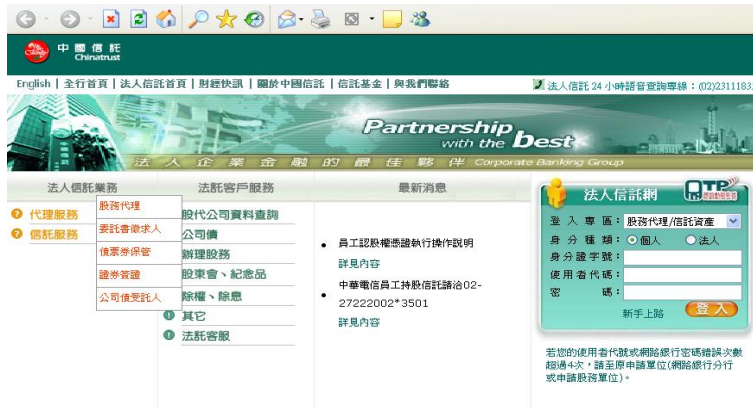 中國信託
Chinatrust
English | 全行首頁 | 法人信託首頁 | 財經快訊 | 關於中國信託 | 信託基金 | 與我們聯絡
法人信託 24 小時語音查詢專線：(02)2311183
Partnership
with the best
法人企業金融的最佳夥伴 Corporate Banking Group
法人信託業務
法託客戶服務
最新消息
代理服務
信託服務
股務代理
委託書徵求人
債票券保管
證券簽證
公司債受託人
股代公司資料查詢
公司債
辦理股務
股東會、紀念品
除權、除息
其它
法託客服
員工認股權憑證執行操作說明
詳見內容
中華電信員工持股信託請洽02-
27222002*3501
詳見內容
法人信託網
OTP
登入專區：股務代理/信託資產
身分種類：個人 法人
身分證字號：
使用者代碼：
密碼：
新手上路
登入
若您的使用者代號或網路銀行密碼錯誤次數
超過4次，請至原申請單位(網路銀行分行
或申請股務單位)。